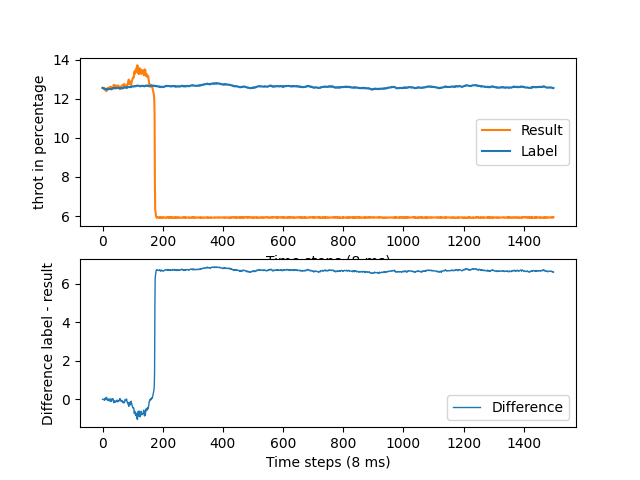 14
12
10
8
6
throt in percentage
Result
Label
0 200 400 600 800 1000 1200 1400
Time steps (8 ms)
6
4
2
0
Difference label - result
Difference
0 200 400 600 800 1000 1200 1400
Time steps (8 ms)